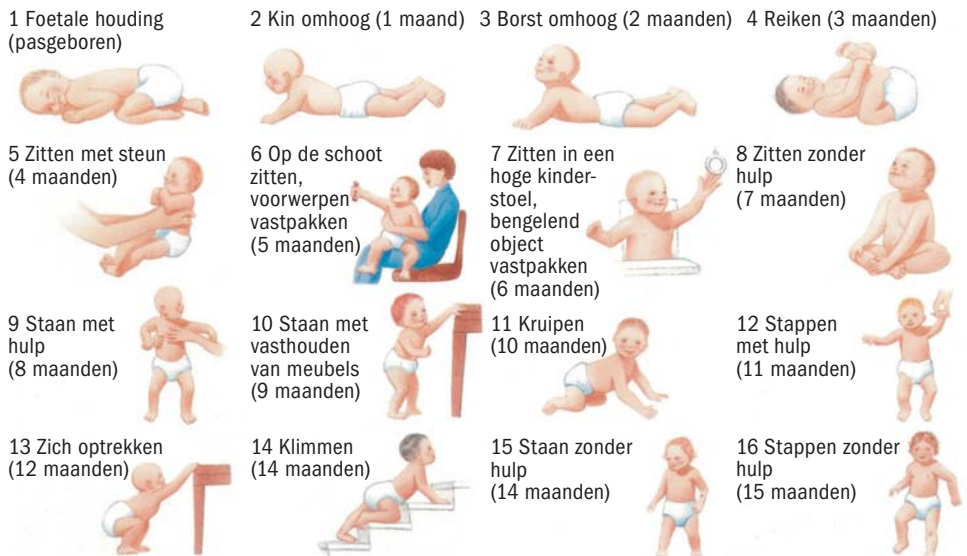 1 Foetale houding
(pasgeboren)
2 Kin omhoog (1 maand)
3 Borst omhoog (2 maanden)
4 Reiken (3 maanden)
5 Zitten met steun
(4 maanden)
6 Op de schoot
zitten,
voorwerpen
vastpakken
(5 maanden)
7 Zitten in een
hoge kinder-
stoel,
bengelend
object
vastpakken
(6 maanden)
8 Zitten zonder
hulp
(7 maanden)
9 Staan met
hulp
(8 maanden)
10 Staan met
vasthouden
van meubels
(9 maanden)
11 Kruipen
(10 maanden)
12 Stappen
met hulp
(11 maanden)
13 Zich optrekken
(12 maanden)
14 Klimmen
(14 maanden)
15 Staan zonder
hulp
(14 maanden)
16 Stappen zonder
hulp
(15 maanden)